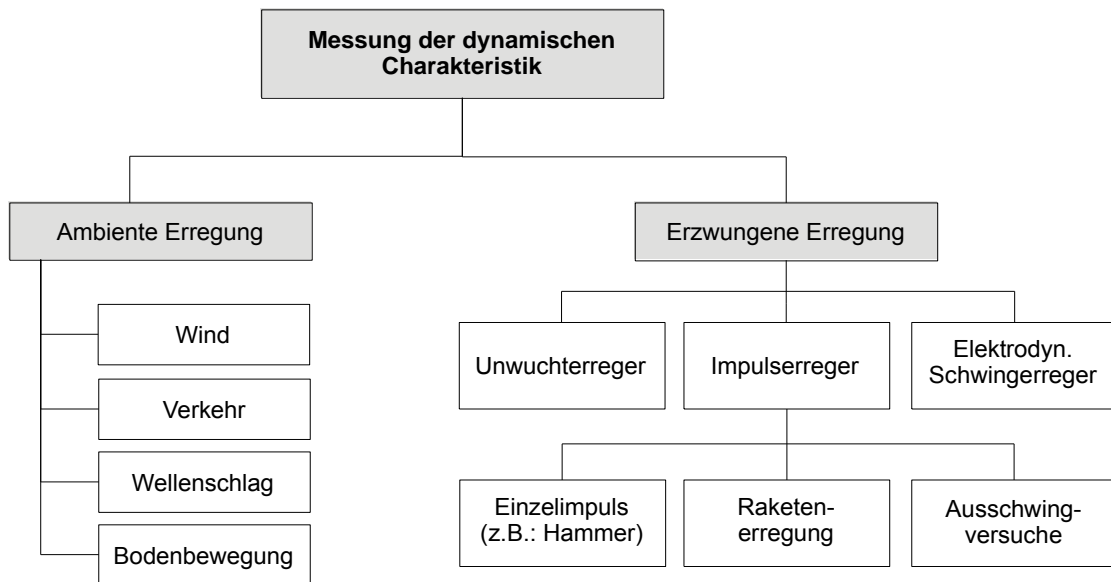 Messung der dynamischen
Charakteristik
Ambiente Erregung
Erzwungene Erregung
Wind
Verkehr
Wellenschlag
Bodenbewegung
Unwuchterreger
Impulserreger
Elektrodyn.
Schwingerreger
Einzelimpuls
(z.B.: Hammer)
Raketen-
erregung
Ausschwing-
versuche